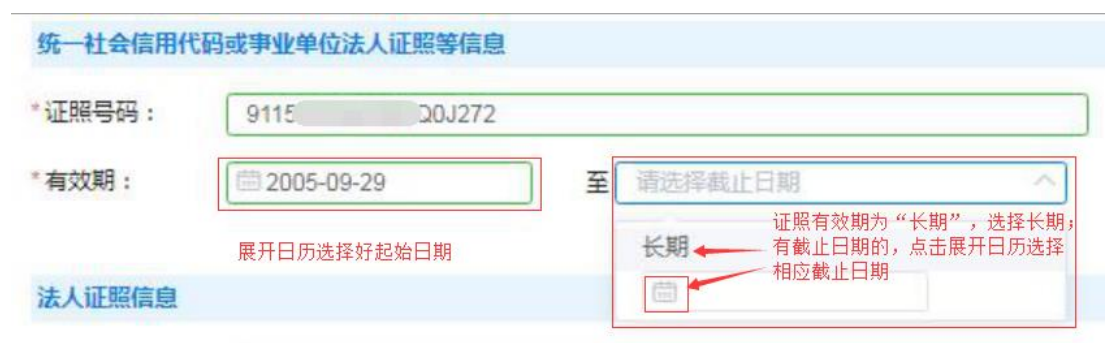 统一社会信用代码或事业单位法人证照等信息
*证照号码： 9115 Q0J272
*有效期： 2005-09-29 至 请选择截止日期
展开日历选择好起始日期
证照有效期为“长期”，选择长期；
长期
有截止日期的，点击展开日历选择
相应截止日期
法人证照信息